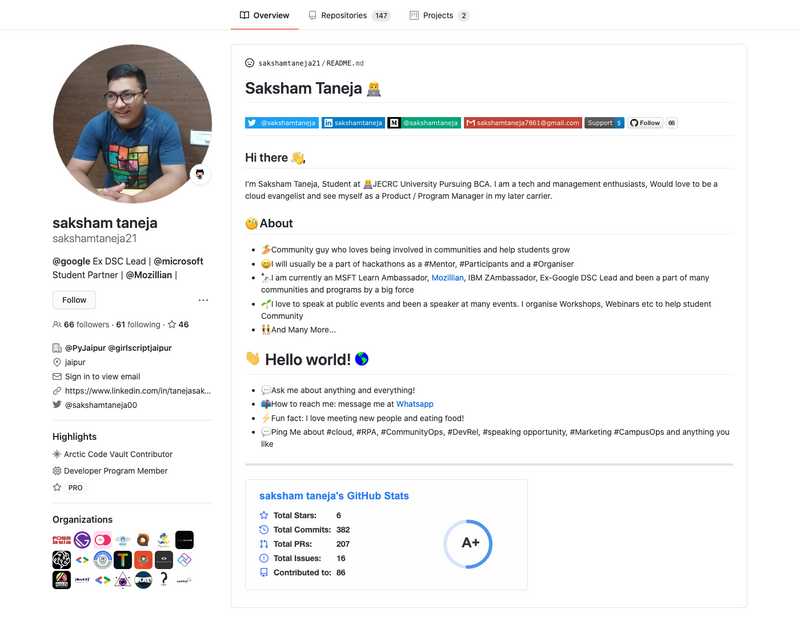 Overview
Repositories 147
Projects 2
sakshamtaneja21/README.md
Saksham Taneja
@sakshamtaneja
sakshamtaneja
@sakshamtaneja
sakshamtaneja7861@gmail.com
Support 5
Follow 66
Hi there
I'm Saksham Taneja, Student at JECRC University Pursuing BCA. I am a tech and management enthusiasts, Would love to be a
cloud evangelist and see myself as a Product / Program Manager in my later carrier.
About
Community guy who loves being involved in communities and help students grow
I will usually be a part of hackathons as a #Mentor, #Participants and a #Organiser
I am currently an MSFT Learn Ambassador, Mozillian, IBM ZAmbassador, Ex-Google DSC Lead and been a part of many
communities and programs by a big force
I love to speak at public events and been a speaker at many events. I organise Workshops, Webinars etc to help student
Community
And Many More...
Hello world!
Ask me about anything and everything!
How to reach me: message me at Whatsapp
Fun fact: I love meeting new people and eating food!
Ping Me about #cloud, #RPA, #CommunityOps, #DevRel, #speaking opportunity, #Marketing #CampusOps and anything you
like
saksham taneja's GitHub Stats
Total Stars: 6
Total Commits: 382
Total PRs: 207
Total Issues: 16
Contributed to: 86
A+
saksham taneja
sakshamtaneja21
@google Ex DSC Lead | @microsoft
Student Partner | @Mozillian |
Follow
66 followers · 61 following · 46
@PyJaipur @girlscriptjaipur
jaipur
Sign in to view email
https://www.linkedin.com/in/tanejasak...
@sakshamtaneja00
Highlights
Arctic Code Vault Contributor
Developer Program Member
PRO
Organizations